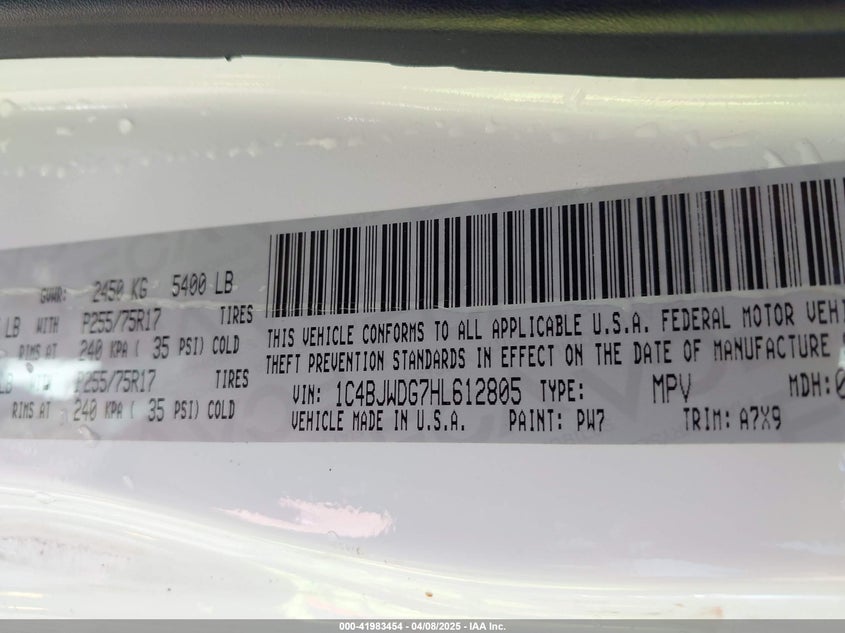 GVWR: 2450 KG 5400 LB
LB WITH P255/75R17 TIRES
RIMS AT 240 KPA ( 35 PSI) COLD
LB P255/75R17 TIRES
RIMS AT 240 KPA ( 35 PSI) COLD
THIS VEHICLE CONFORMS TO ALL APPLICABLE U.S.A. FEDERAL MOTOR VEHI
THEFT PREVENTION STANDARDS IN EFFECT ON THE DATE OF MANUFACTURE
VIN: 1C4BJWDG7HL612805 TYPE: MPV MDH:0
VEHICLE MADE IN U.S.A. PAINT: PW7 TRIM: A7X9
000-41983454 - 04/08/2025 - IAA Inc.